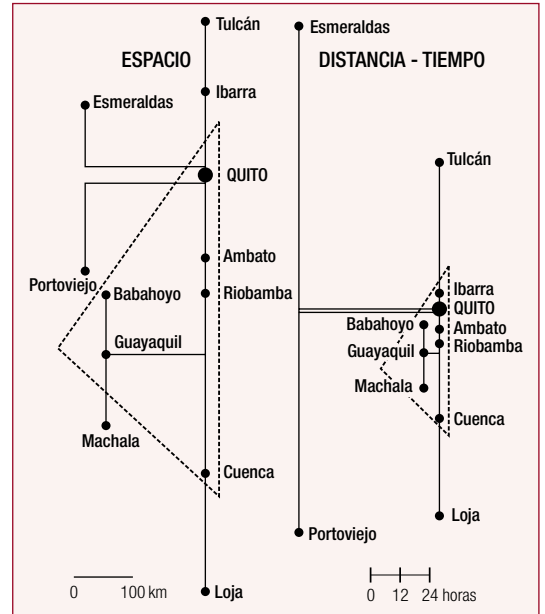 ESPACIO
Tulcán
Ibarra
Esmeraldas
QUITO
Ambato
Portoviejo
Babahoyo
Riobamba
Guayaquil
Machala
Cuenca
Loja
0 100 km
DISTANCIA - TIEMPO
Esmeraldas
Tulcán
Ibarra
QUITO
Babahoyo
Ambato
Guayaquil
Riobamba
Machala
Cuenca
Loja
Portoviejo
0 12 24 horas